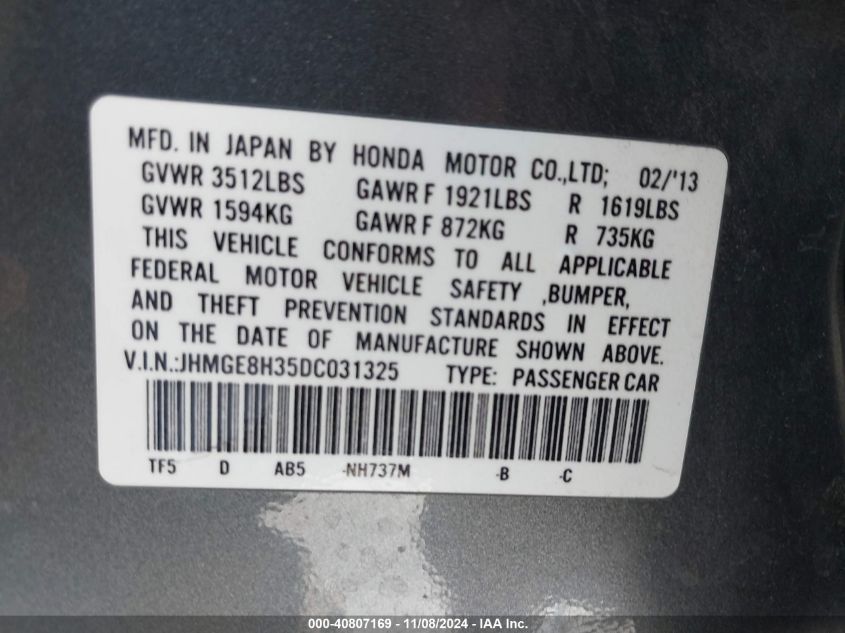 MFD. IN JAPAN BY HONDA MOTOR CO.,LTD; 02/'13
GVWR 3512LBS GAWR F 1921LBS R 1619LBS
GVWR 1594KG GAWR F 872KG R 735KG
THIS VEHICLE CONFORMS TO ALL APPLICABLE
FEDERAL MOTOR VEHICLE SAFETY ,BUMPER,
AND THEFT PREVENTION STANDARDS IN EFFECT
ON THE DATE OF MANUFACTURE SHOWN ABOVE.
V.I.N.:JHMGE8H35DC031325 TYPE: PASSENGER CAR
TF5 D AB5 -NH737M -B -C
000-40807169 - 11/08/2024 - IAA Holdings, Inc.